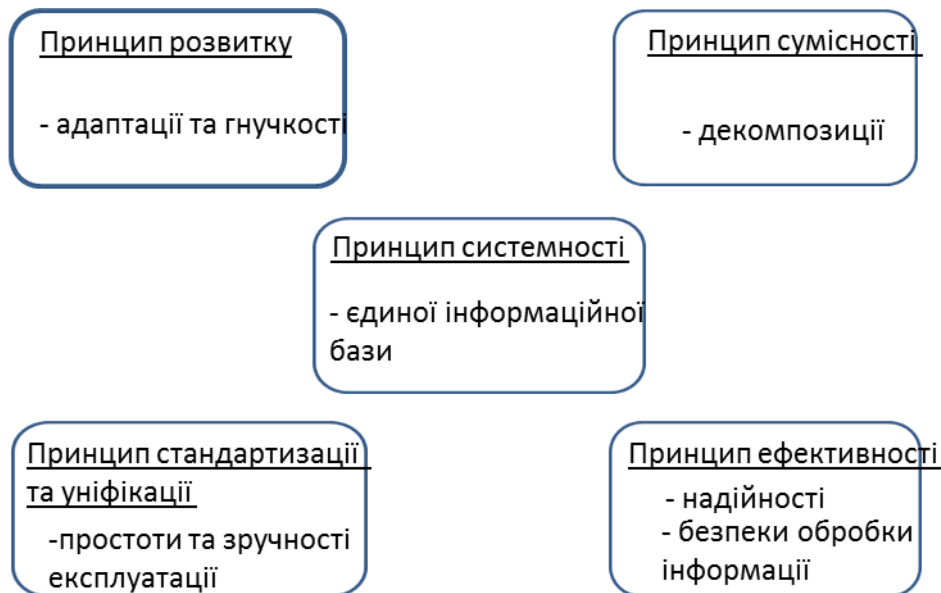 Принцип розвитку
- адаптації та гнучкості
Принцип сумісності
- декомпозиції
Принцип системності
- єдиної інформаційної
бази
Принцип стандартизації
та уніфікації
-простоти та зручності
експлуатації
Принцип ефективності
- надійності
- безпеки обробки
інформації